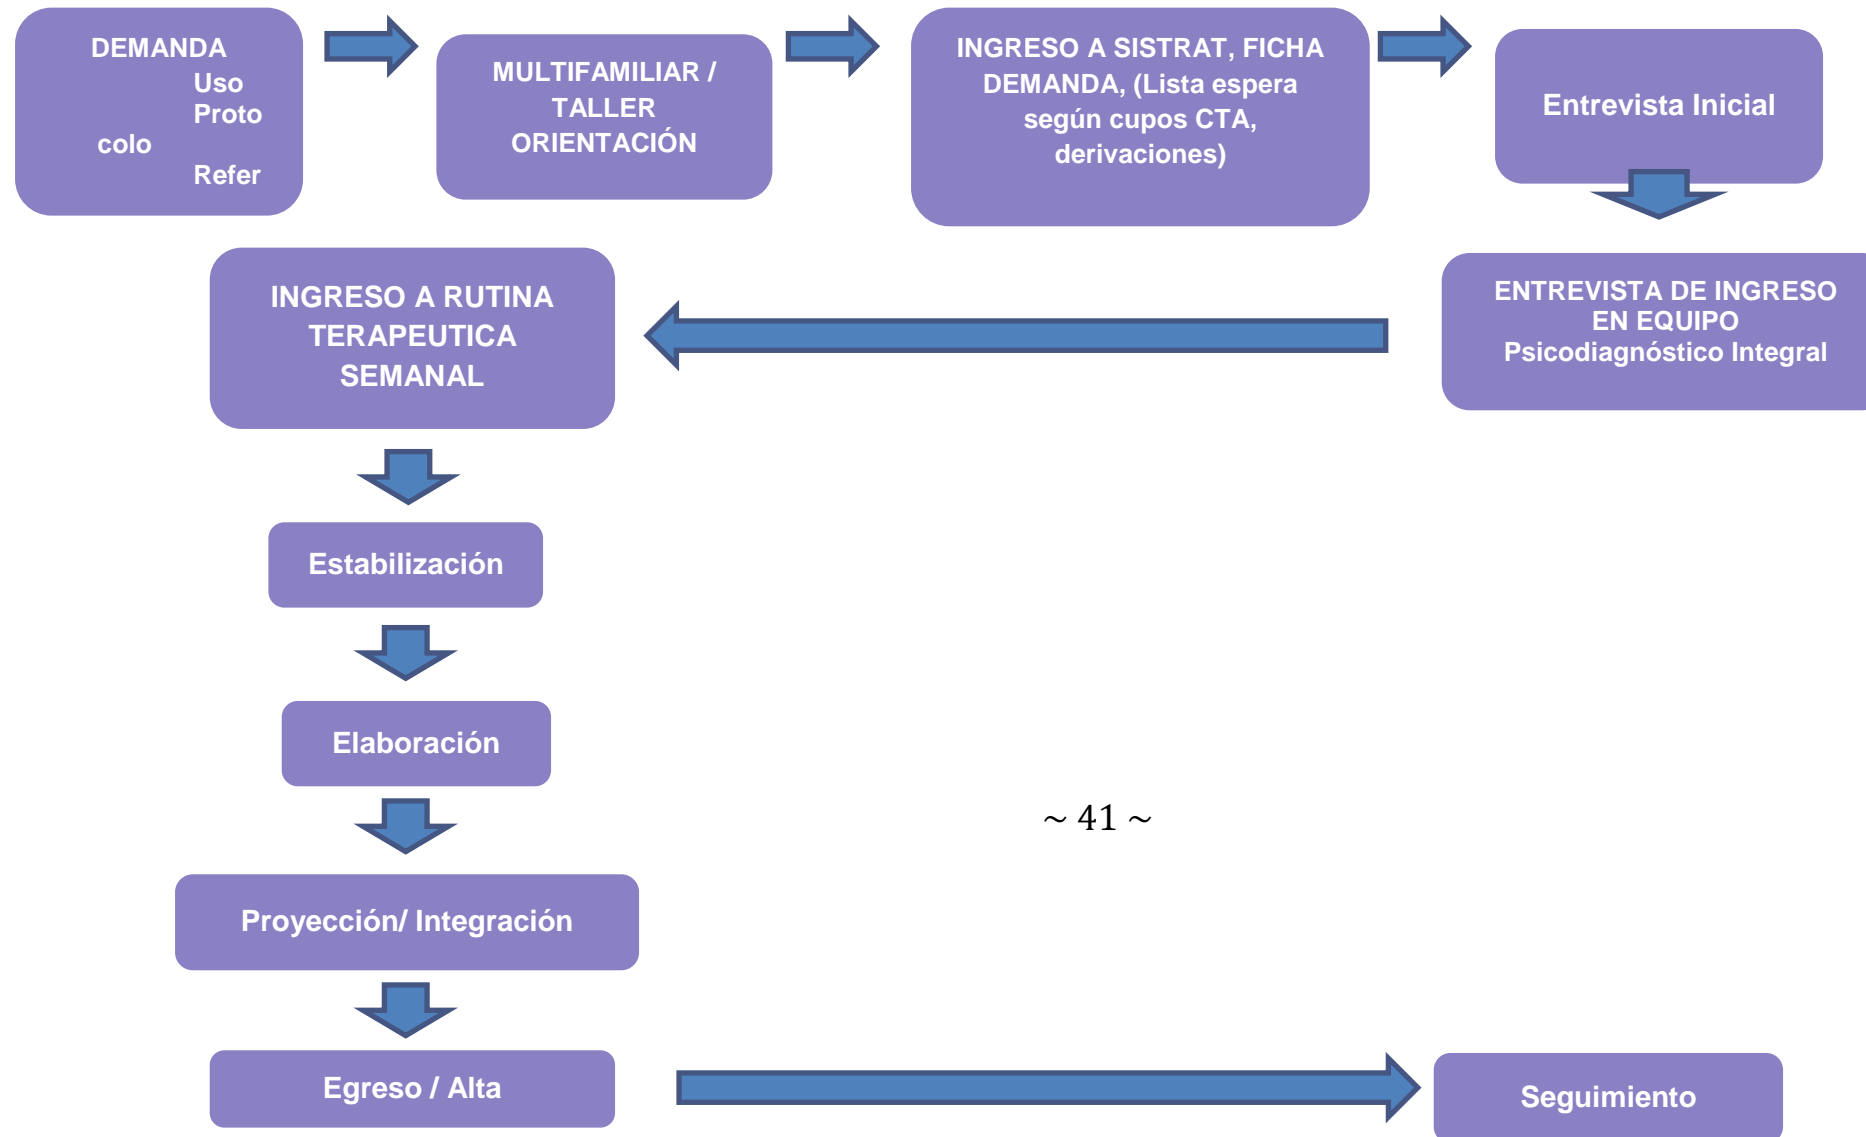 DEMANDA
Uso
Proto
colo
Refer
MULTIFAMILIAR /
TALLER
ORIENTACIÓN
INGRESO A SISTRAT, FICHA
DEMANDA, (Lista espera
según cupos CTA,
derivaciones)
Entrevista Inicial
ENTREVISTA DE INGRESO
EN EQUIPO
Psicodiagnóstico Integral
INGRESO A RUTINA
TERAPEUTICA
SEMANAL
Estabilización
Elaboración
~ 41 ~
Proyección/ Integración
Egreso / Alta
Seguimiento